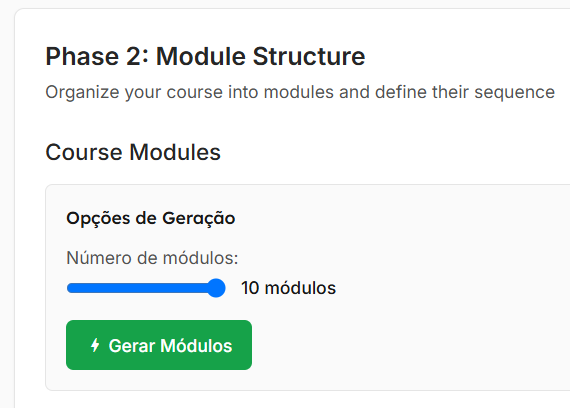 Phase 2: Module Structure
Organize your course into modules and define their sequence
Course Modules
Opções de Geração
Número de módulos:
10 módulos
Gerar Módulos